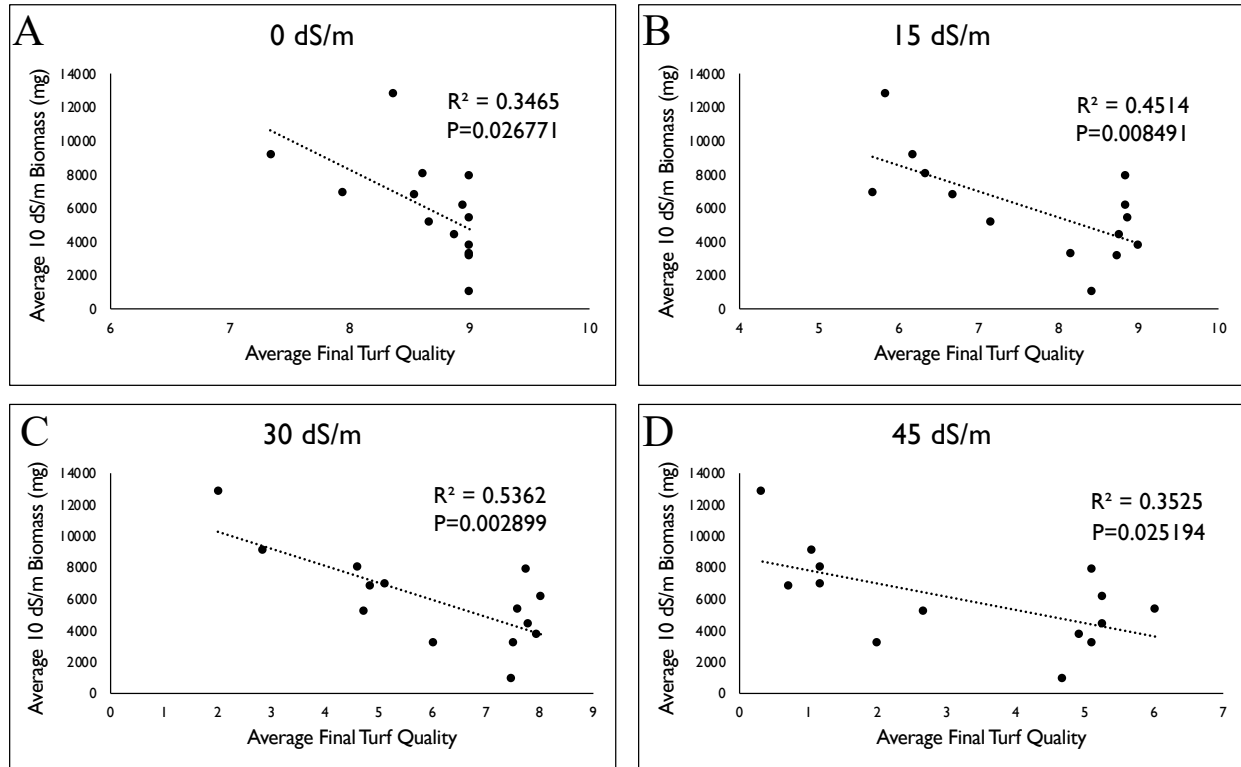 A
0 dS/m
R² = 0.3465
P=0.026771
Average 10 dS/m Biomass (mg)
14000
12000
10000
8000
6000
4000
2000
0
6 7 8 9 10
Average Final Turf Quality
B
15 dS/m
R² = 0.4514
P=0.008491
Average 10 dS/m Biomass (mg)
14000
12000
10000
8000
6000
4000
2000
0
4 5 6 7 8 9 10
Average Final Turf Quality
C
30 dS/m
R² = 0.5362
P=0.002899
Average 10 dS/m Biomass (mg)
14000
12000
10000
8000
6000
4000
2000
0
0 1 2 3 4 5 6 7 8 9
Average Final Turf Quality
D
45 dS/m
R² = 0.3525
P=0.025194
Average 10 dS/m Biomass (mg)
14000
12000
10000
8000
6000
4000
2000
0
0 1 2 3 4 5 6 7
Average Final Turf Quality